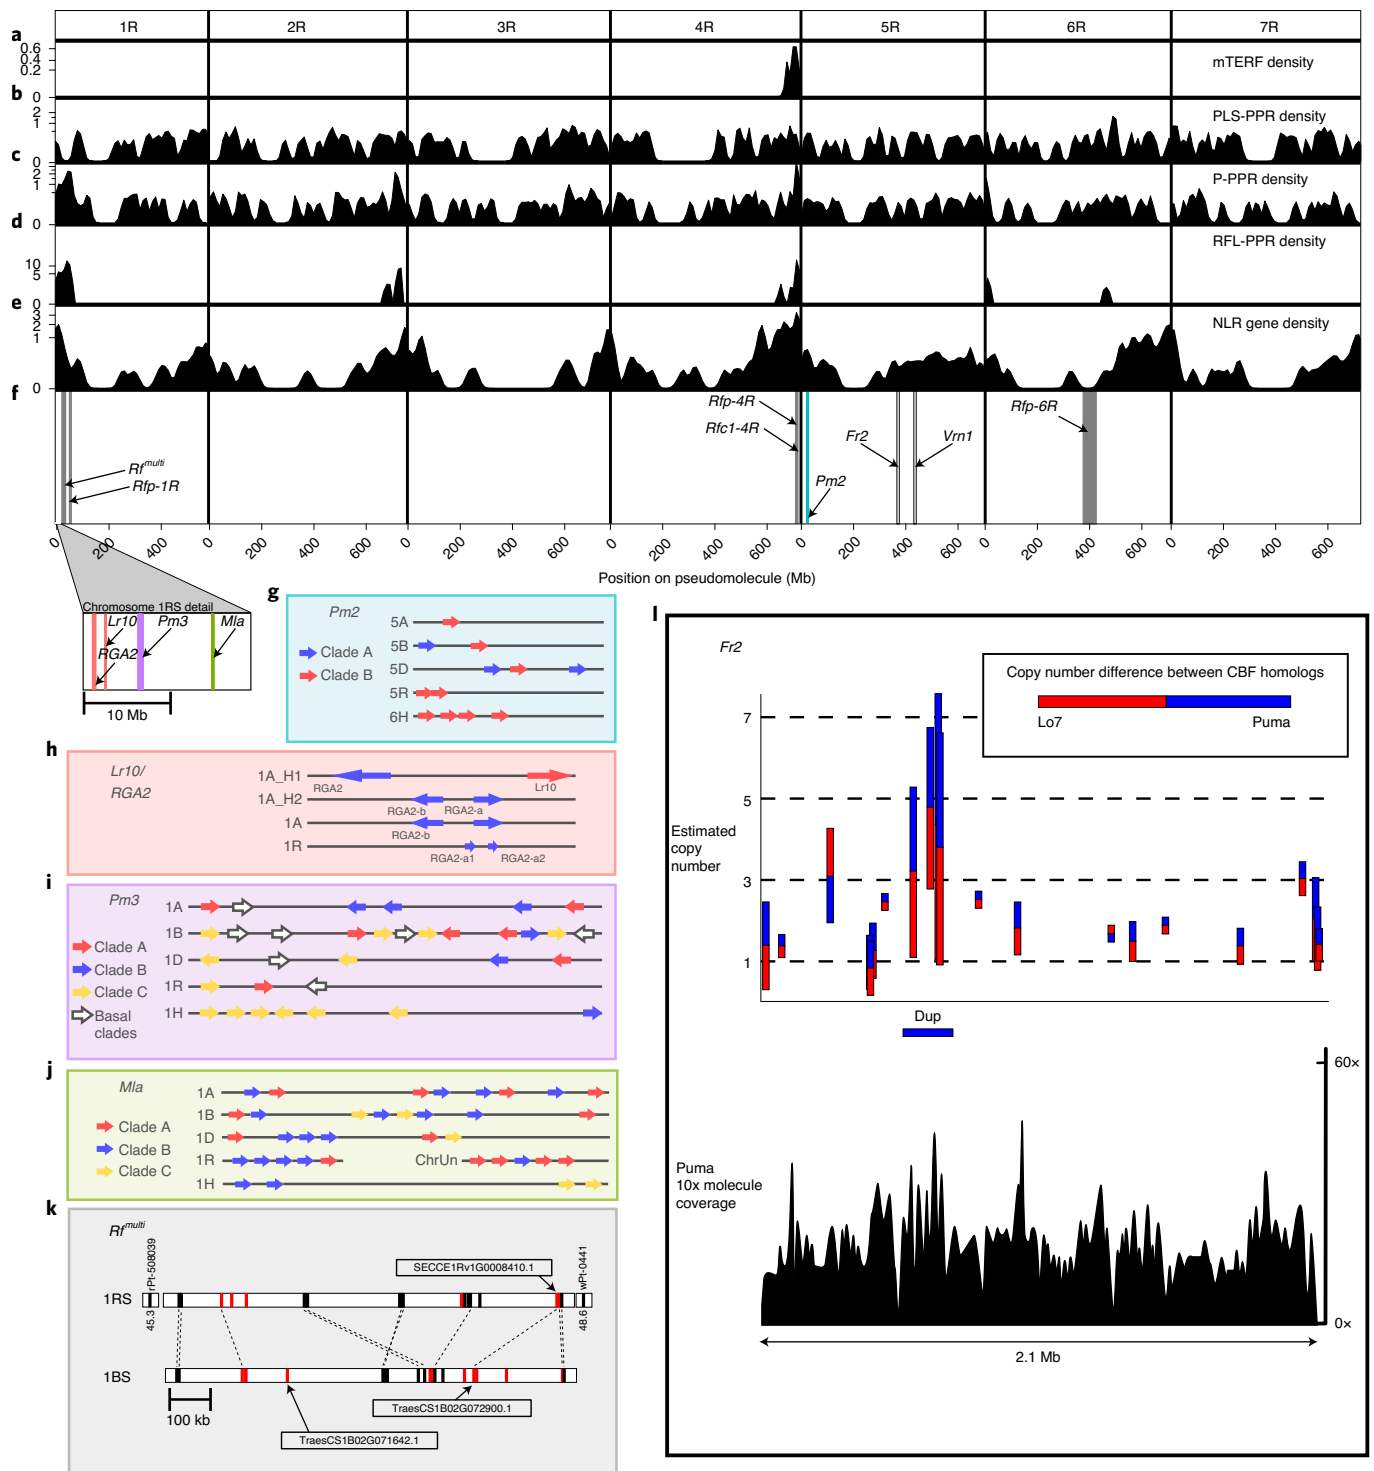 1R 2R 3R 4R 5R 6R 7R
a
0.6
0.4
0.2
0
mTERF density
b
2
1
0
PLS-PPR density
c
2
1
0
P-PPR density
d
10
5
0
RFL-PPR density
e
3
2
1
0
NLR gene density
f
Rf^multi
Rfp-1R
Rfp-4R
Rfc1-4R
Pm2
Fr2
Vrn1
Rfp-6R
0 200 400 0 200 400 600 0 200 400 600 0 200 400 600 0 200 400 600 0 200 400 600 0 200 400 600
Position on pseudomolecule (Mb)
Chromosome 1RS detail
Lr10 Pm3 Mla
RGA2
10 Mb
g
Pm2
Clade A
Clade B
5A
5B
5D
5R
6H
h
Lr10/
RGA2
1A_H1
RGA2 Lr10
1A_H2
RGA2-b RGA2-a
1A
RGA2-b
1R
RGA2-a1 RGA2-a2
i
Pm3
Clade A
Clade B
Clade C
Basal
clades
1A
1B
1D
1R
1H
j
Mla
Clade A
Clade B
Clade C
1A
1B
1D
1R ChrUn
1H
k
Rf^multi
rPt-508039
45.3
SECCE1Rv1G0008410.1
wPt-0441
48.6
1RS
1BS
100 kb
TraesCS1B02G072900.1
TraesCS1B02G071642.1
l
Fr2
Copy number difference between CBF homologs
Lo7 Puma
7
5
3
1
Estimated
copy
number
Dup
60×
0×
Puma
10x molecule
coverage
2.1 Mb